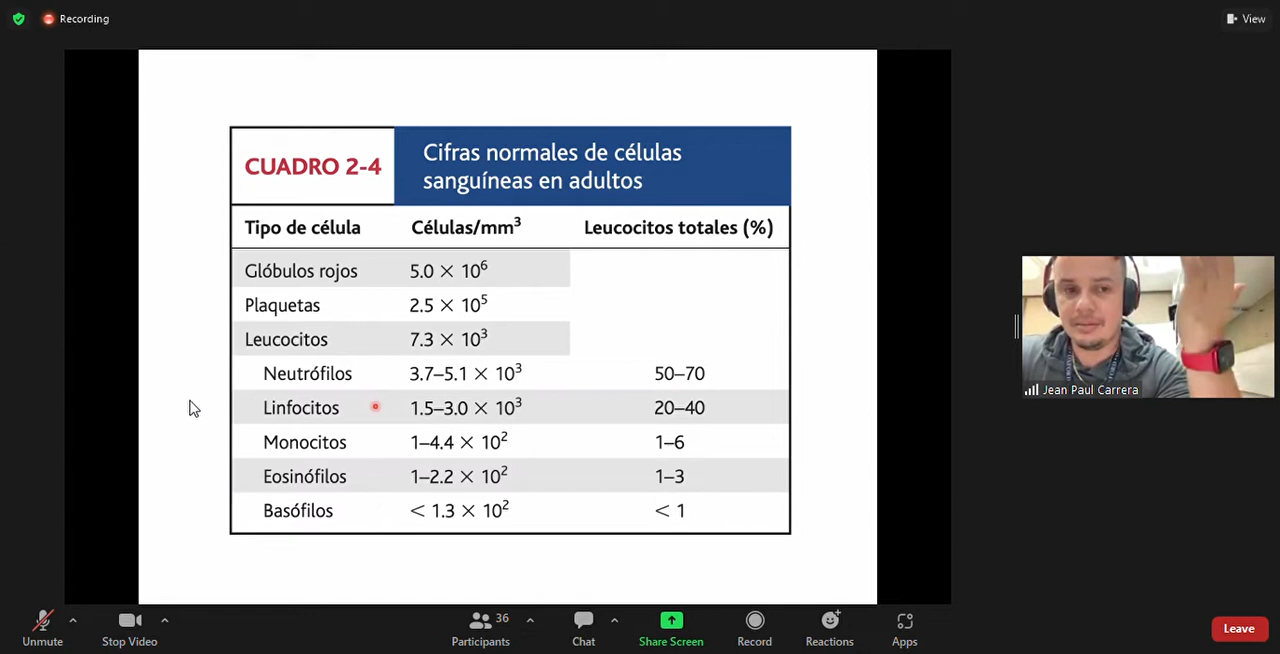 Recording
View
CUADRO 2-4
Cifras normales de células
sanguíneas en adultos
Tipo de célula Células/mm³ Leucocitos totales (%)
Glóbulos rojos 5.0 × 10⁶
Plaquetas 2.5 × 10⁵
Leucocitos 7.3 × 10³
Neutrófilos 3.7–5.1 × 10³ 50–70
Linfocitos 1.5–3.0 × 10³ 20–40
Monocitos 1–4.4 × 10² 1–6
Eosinófilos 1–2.2 × 10² 1–3
Basófilos < 1.3 × 10² < 1
Jean Paul Carrera
36
Unmute Stop Video Participants Chat Share Screen Record Reactions Apps Leave